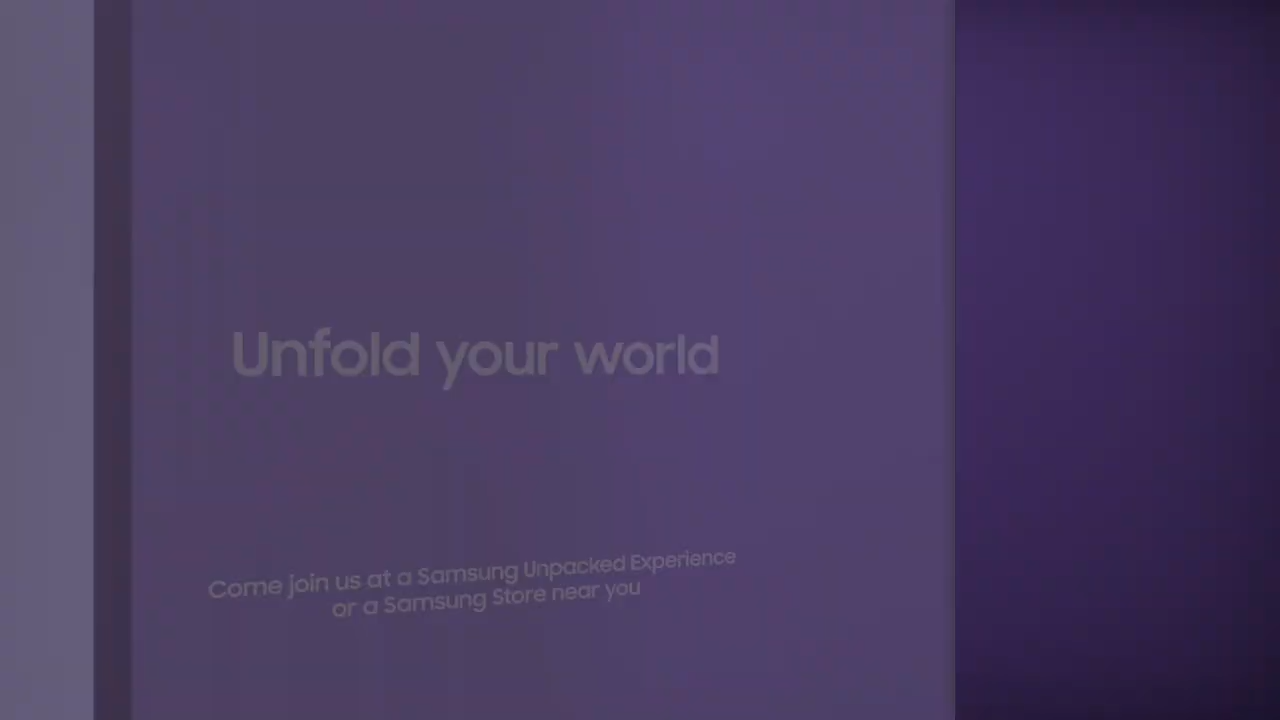 Unfold your world
Come join us at a Samsung Unpacked Experience
or a Samsung Store near you